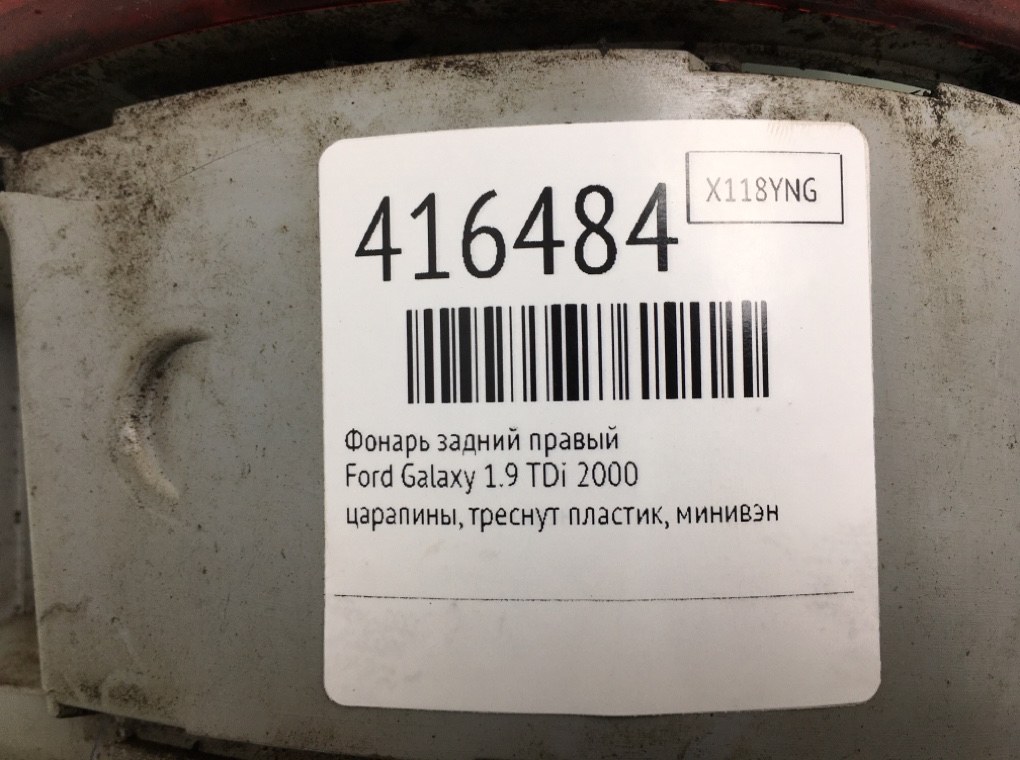 416484
X118YNG
Фонарь задний правый
Ford Galaxy 1.9 TDi 2000
царапины, треснут пластик, минивэн